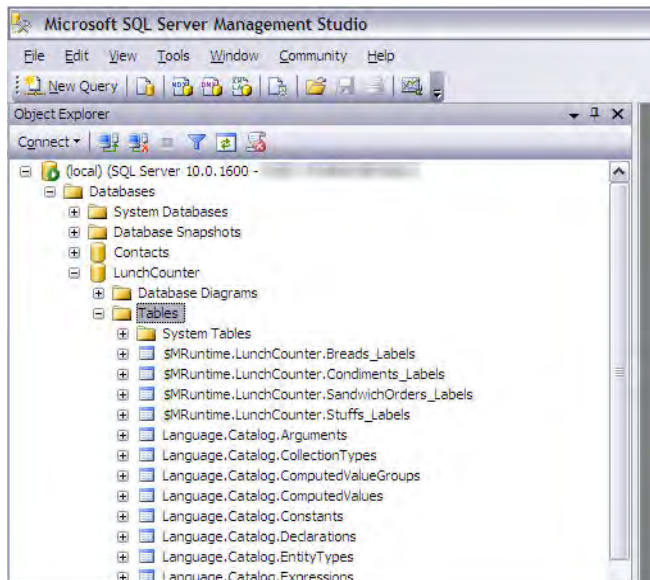 Microsoft SQL Server Management Studio
File Edit View Tools Window Community Help
New Query
Object Explorer
Connect
(local) (SQL Server 10.0.1600 -
Databases
System Databases
Database Snapshots
Contacts
LunchCounter
Database Diagrams
Tables
System Tables
$MRuntime.LunchCounter.Breads_Labels
$MRuntime.LunchCounter.Condiments_Labels
$MRuntime.LunchCounter.SandwichOrders_Labels
$MRuntime.LunchCounter.Stuffs_Labels
Language.Catalog.Arguments
Language.Catalog.CollectionTypes
Language.Catalog.ComputedValueGroups
Language.Catalog.ComputedValues
Language.Catalog.Constants
Language.Catalog.Declarations
Language.Catalog.EntityTypes
Language.Catalog.Expressions